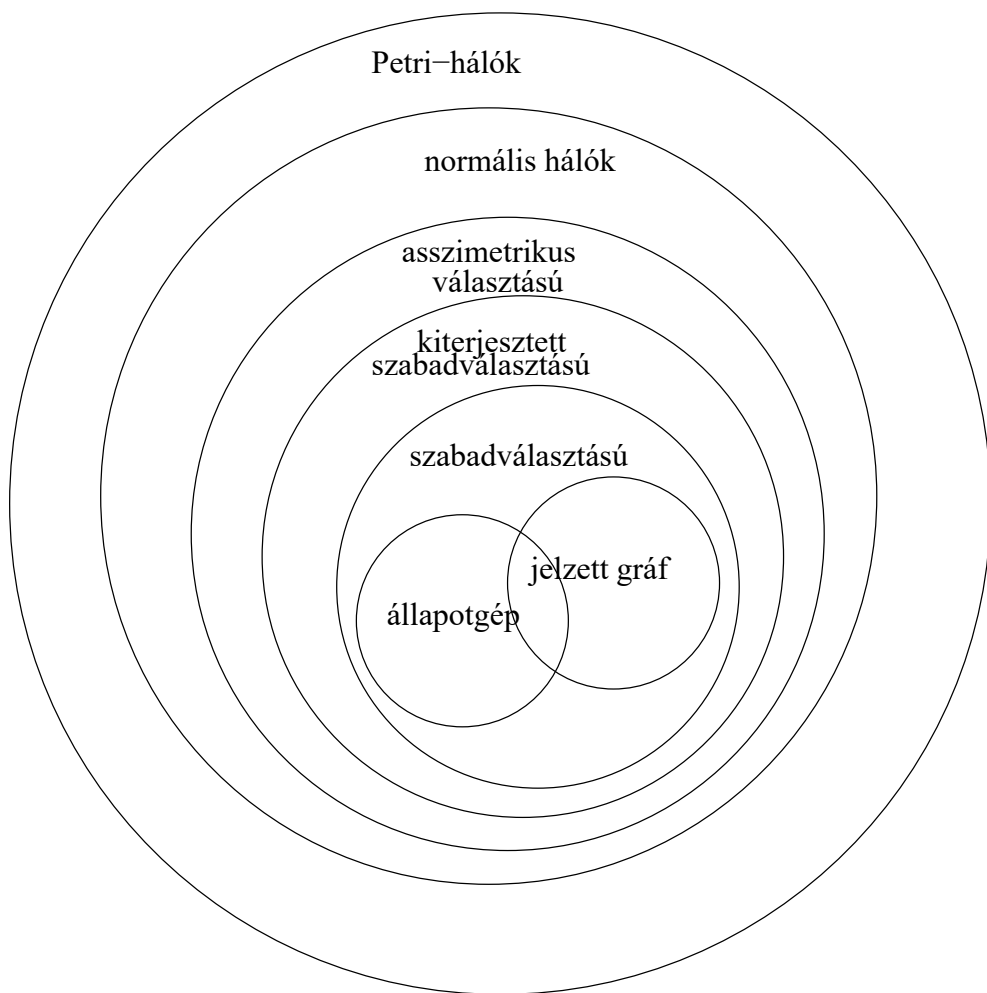 Petri−hálók
normális hálók
asszimetrikus
választású
kiterjesztett
szabadválasztású
szabadválasztású
jelzett gráf
állapotgép